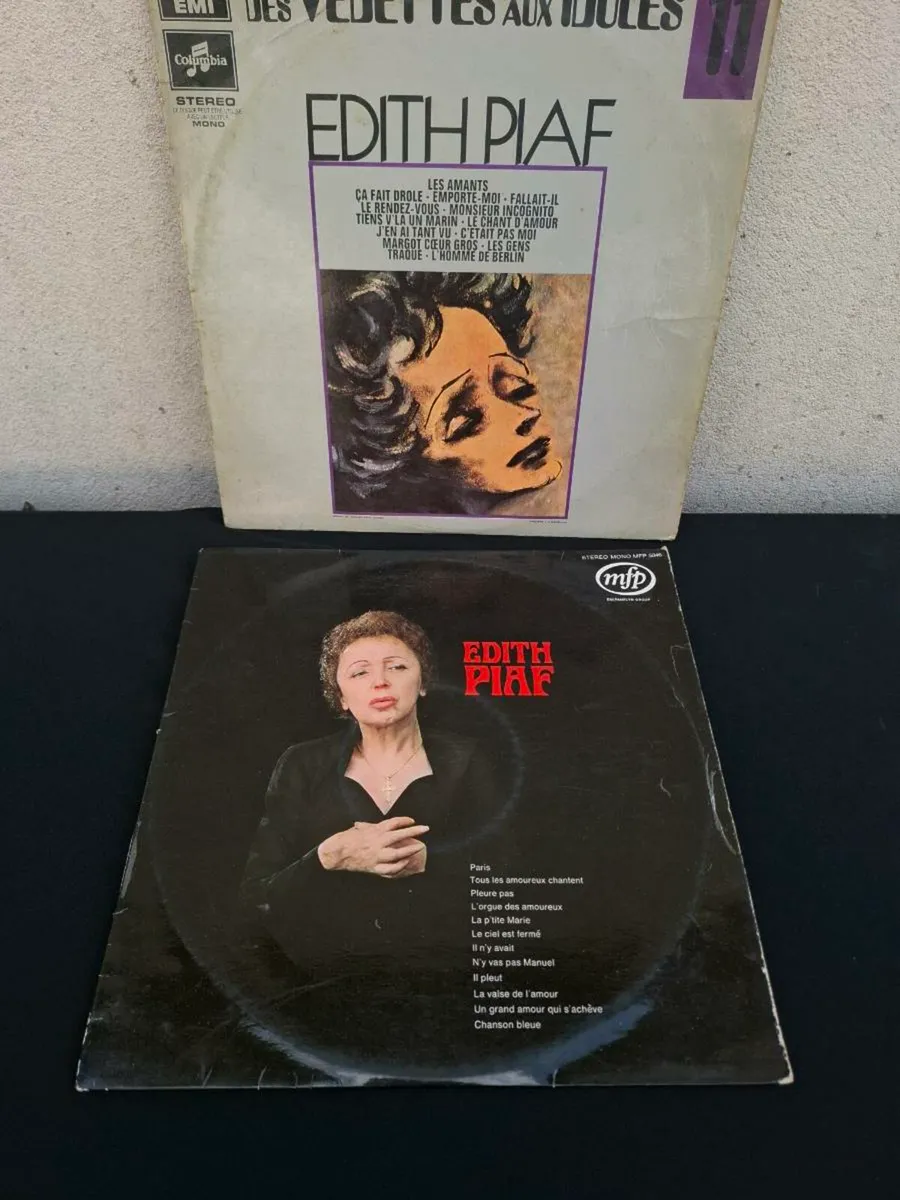 EMI
DES VEDETTES AUX IDOLES
11
Columbia
STEREO
MONO
EDITH PIAF
LES AMANTS
ÇA FAIT DROLE · EMPORTE-MOI · FALLAIT-IL
LE RENDEZ-VOUS · MONSIEUR INCOGNITO
TIENS V'LA UN MARIN · LE CHANT D'AMOUR
J'EN AI TANT VU · C'ETAIT PAS MOI
MARGOT CŒUR GROS · LES GENS
TRAQUE · L'HOMME DE BERLIN
STEREO MONO MFP
mfp
EDITH
PIAF
Paris
Tous les amoureux chantent
Pleure pas
L'orgue des amoureux
La p'tite Marie
Le ciel est fermé
Il n'y avait
N'y vas pas Manuel
Il pleut
La valse de l'amour
Un grand amour qui s'achève
Chanson bleue